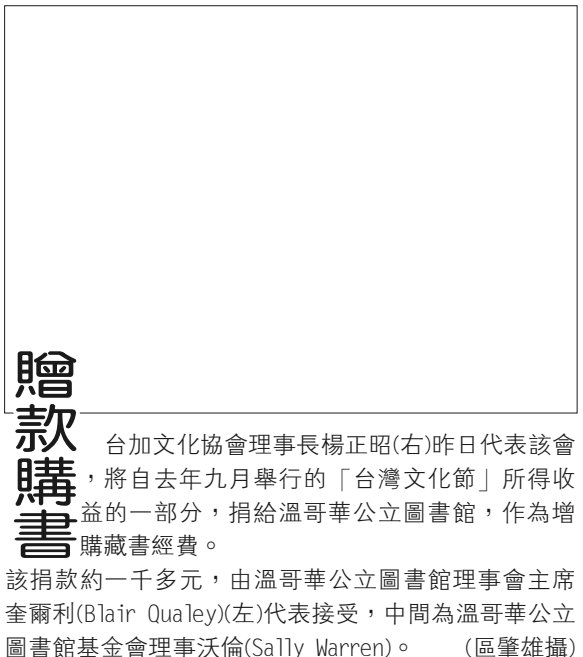 贈款購書
台加文化協會理事長楊正昭(右)昨日代表該會
，將自去年九月舉行的「台灣文化節」所得收
益的一部分，捐給溫哥華公立圖書館，作為增
購藏書經費。
該捐款約一千多元，由溫哥華公立圖書館理事會主席
奎爾利(Blair Qualey)(左)代表接受，中間為溫哥華公立
圖書館基金會理事沃倫(Sally Warren)。 (區肇雄攝)